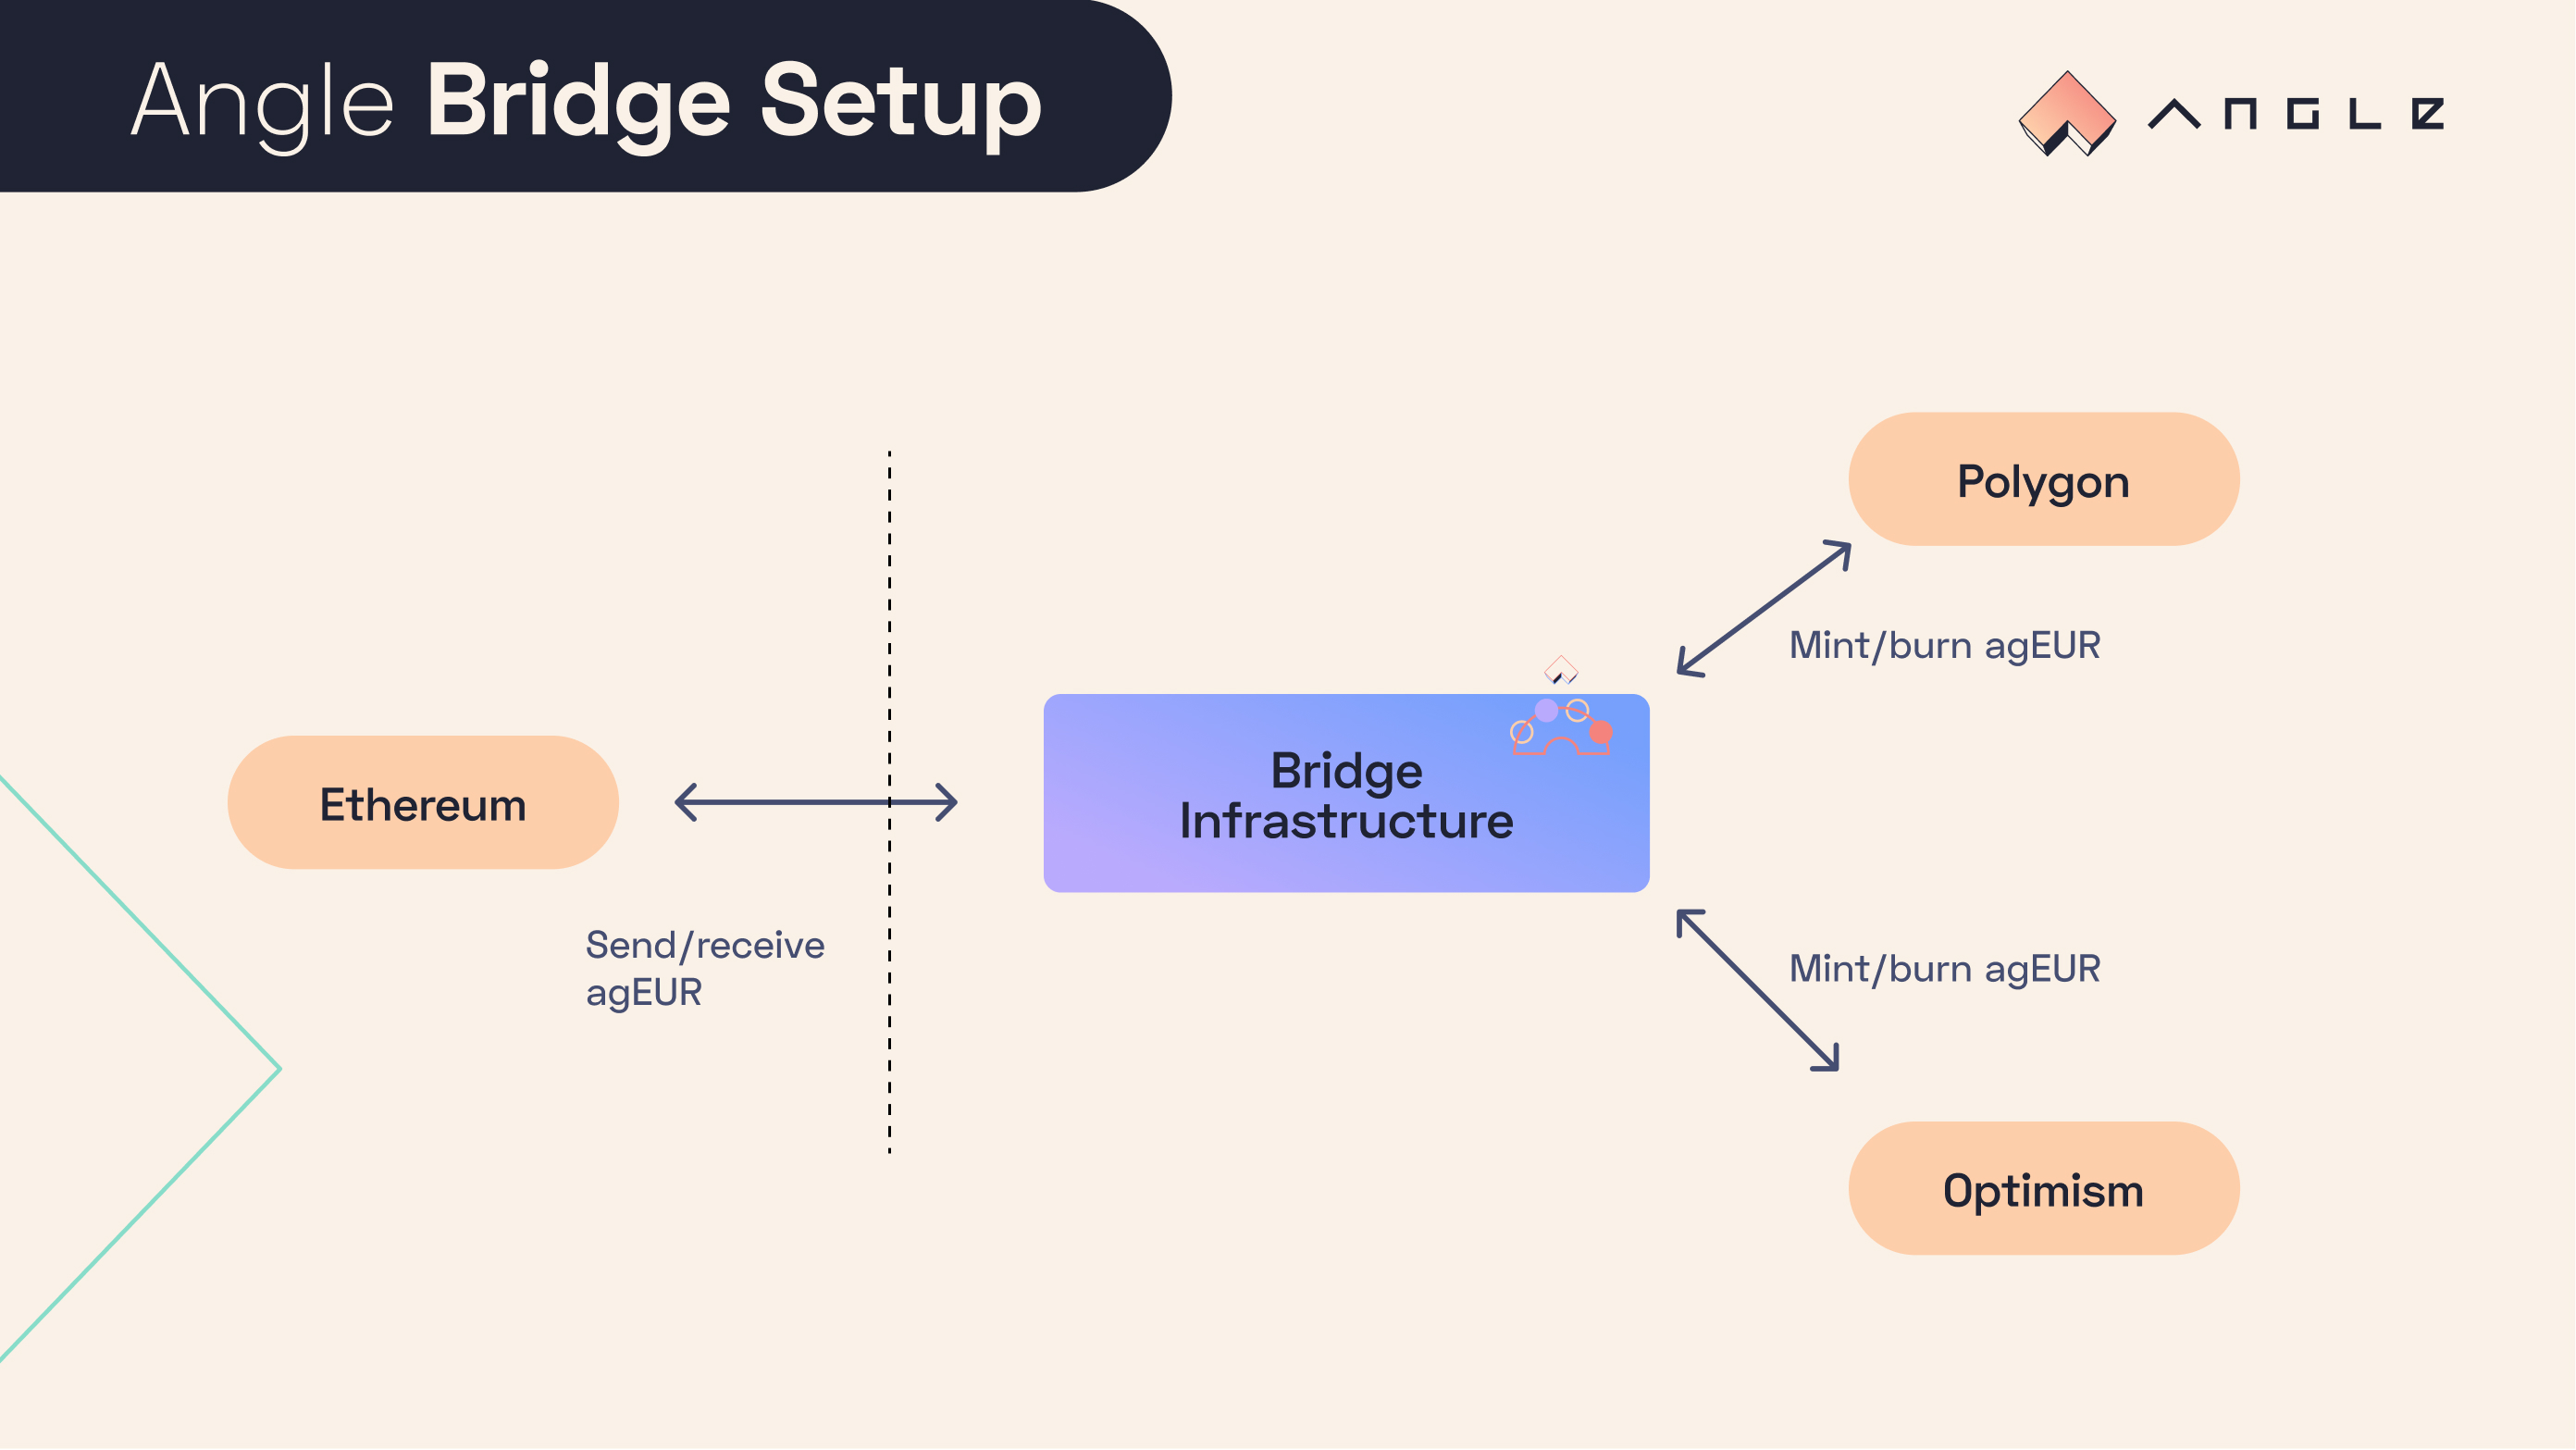 Angle Bridge Setup
ANGLE
Polygon
Mint/burn agEUR
Bridge
Infrastructure
Ethereum
Send/receive
agEUR
Mint/burn agEUR
Optimism